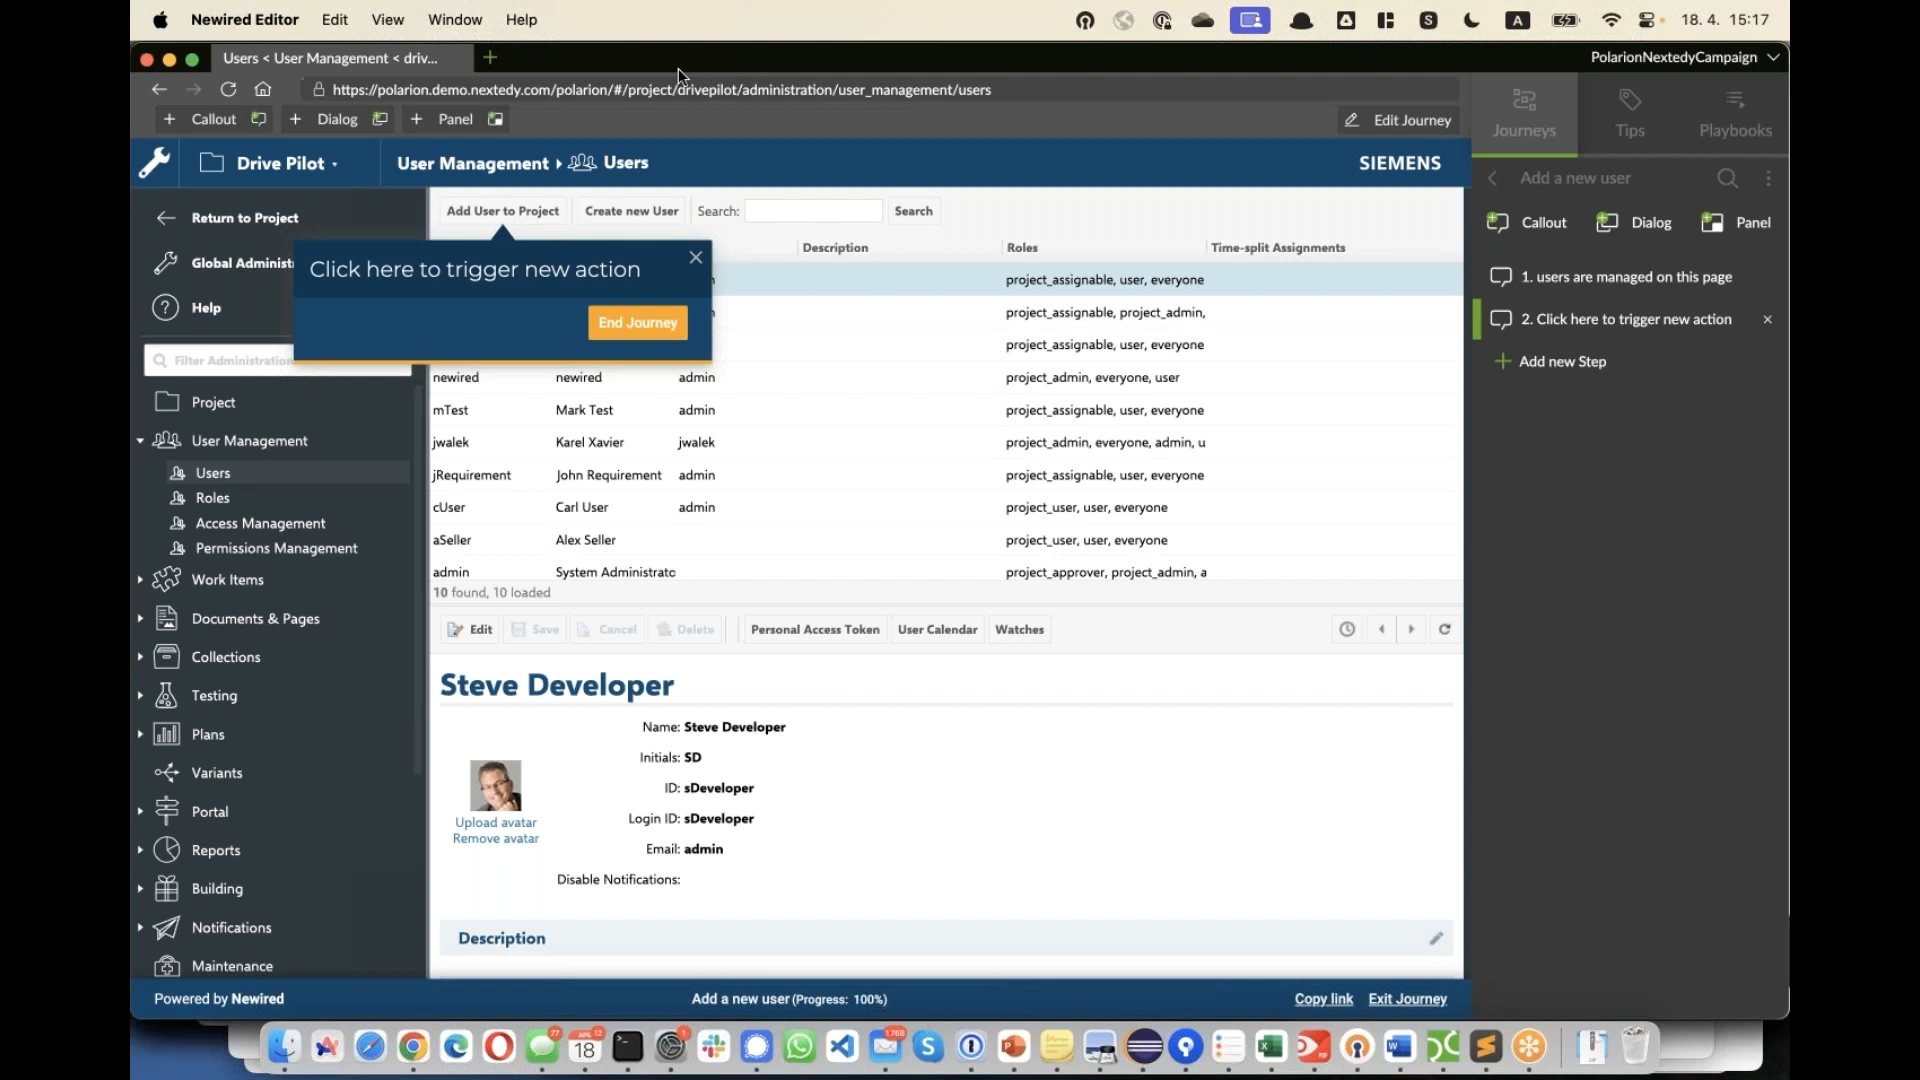 Newired Editor Edit View Window Help
A
S
18. 4. 15:17
Users < User Management < driv...
PolarionNextedyCampaign
https://polarion.demo.nextedy.com/polarion/#/project/drivepilot/administration/user_management/users
+ Callout + Dialog + Panel
Edit Journey
Journeys Tips Playbooks
Drive Pilot
User Management Users
SIEMENS
Add a new user
Callout Dialog Panel
1. users are managed on this page
2. Click here to trigger new action
Add new Step
Return to Project
Global Administ
Help
Filter Administration
Project
User Management
Users
Roles
Access Management
Permissions Management
Work Items
Documents & Pages
Collections
Testing
Plans
Variants
Portal
Reports
Building
Notifications
Maintenance
Add User to Project Create new User Search: Search
Description Roles Time-split Assignments
Click here to trigger new action
End Journey
project_assignable, user, everyone
project_assignable, project_admin,
project_assignable, user, everyone
newired newired admin project_admin, everyone, user
mTest Mark Test admin project_assignable, user, everyone
jwalek Karel Xavier jwalek project_admin, everyone, admin, u
jRequirement John Requirement admin project_assignable, user, everyone
cUser Carl User admin project_user, user, everyone
aSeller Alex Seller project_user, user, everyone
admin System Administratc project_approver, project_admin, a
10 found, 10 loaded
Edit Save Cancel Delete Personal Access Token User Calendar Watches
Steve Developer
Name: Steve Developer
Initials: SD
ID: sDeveloper
Login ID: sDeveloper
Email: admin
Disable Notifications:
Upload avatar
Remove avatar
Description
Powered by Newired
Add a new user (Progress: 100%)
Copy link Exit Journey
77
18
1
1768